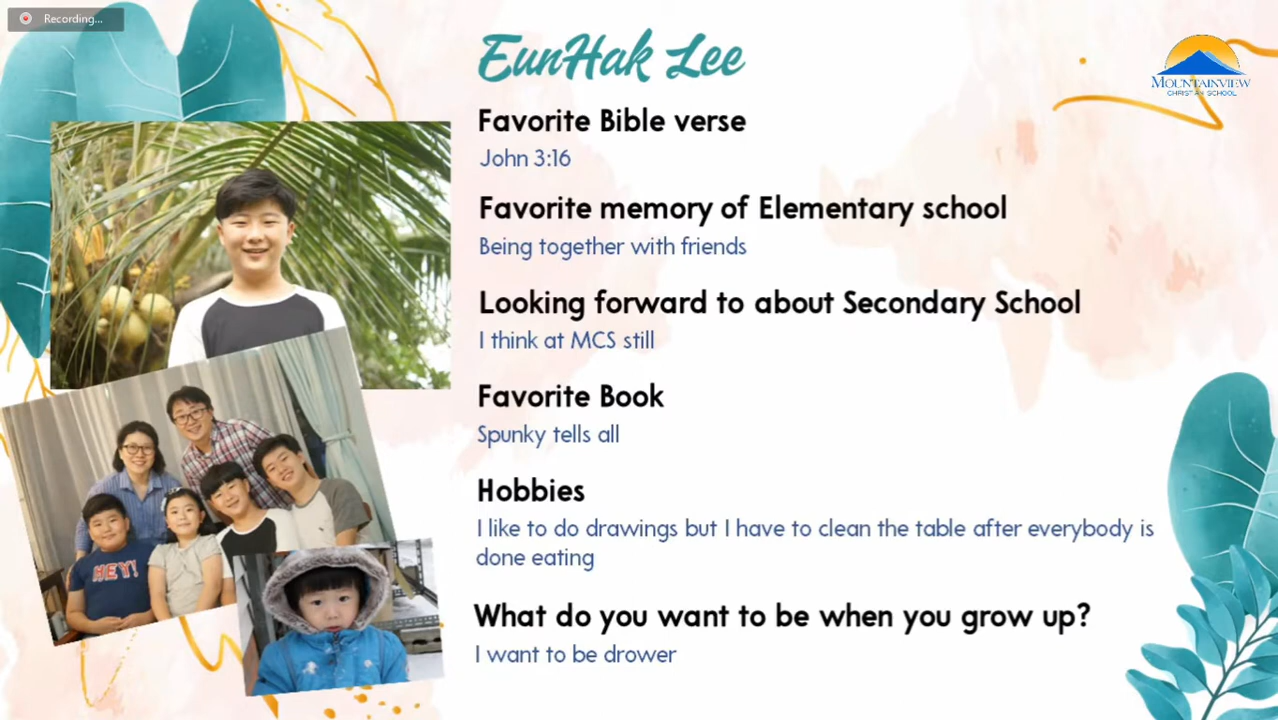 Recording...
EunHak Lee
MOUNTAINVIEW
CHRISTIAN SCHOOL
Favorite Bible verse
John 3:16
Favorite memory of Elementary school
Being together with friends
Looking forward to about Secondary School
I think at MCS still
Favorite Book
Spunky tells all
Hobbies
I like to do drawings but I have to clean the table after everybody is
done eating
What do you want to be when you grow up?
I want to be drower
HEY!